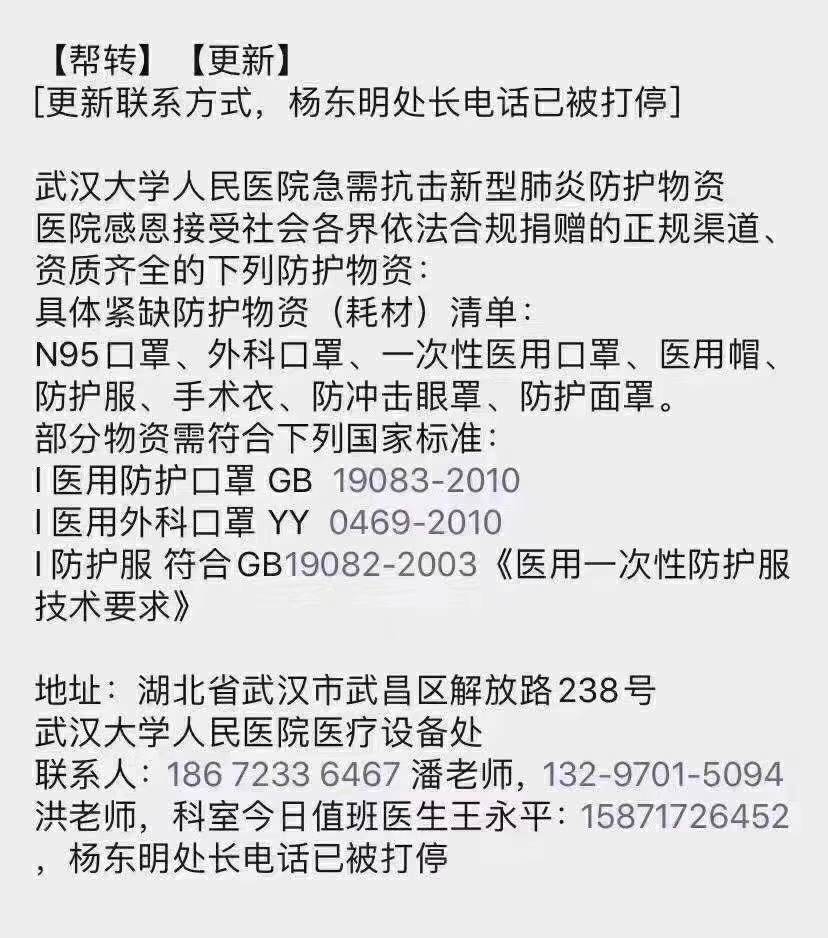 【帮转】【更新】
[更新联系方式，杨东明处长电话已被打停]
武汉大学人民医院急需抗击新型肺炎防护物资
医院感恩接受社会各界依法合规捐赠的正规渠道、
资质齐全的下列防护物资：
具体紧缺防护物资（耗材）清单：
N95口罩、外科口罩、一次性医用口罩、医用帽、
防护服、手术衣、防冲击眼罩、防护面罩。
部分物资需符合下列国家标准：
l 医用防护口罩 GB 19083-2010
l 医用外科口罩 YY 0469-2010
l 防护服 符合GB19082-2003《医用一次性防护服
技术要求》
地址：湖北省武汉市武昌区解放路238号
武汉大学人民医院医疗设备处
联系人：186 7233 6467 潘老师，132-9701-5094
洪老师，科室今日值班医生王永平：15871726452
，杨东明处长电话已被打停